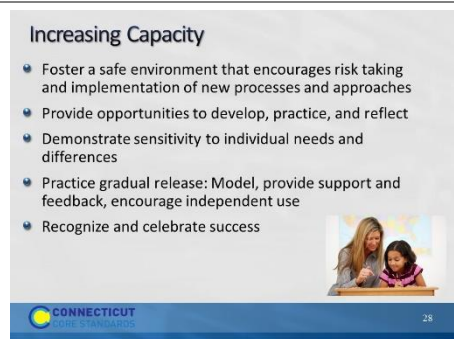 Increasing Capacity
Foster a safe environment that encourages risk taking
and implementation of new processes and approaches
Provide opportunities to develop, practice, and reflect
Demonstrate sensitivity to individual needs and
differences
Practice gradual release: Model, provide support and
feedback, encourage independent use
Recognize and celebrate success
CONNECTICUT
CORE STANDARDS
28